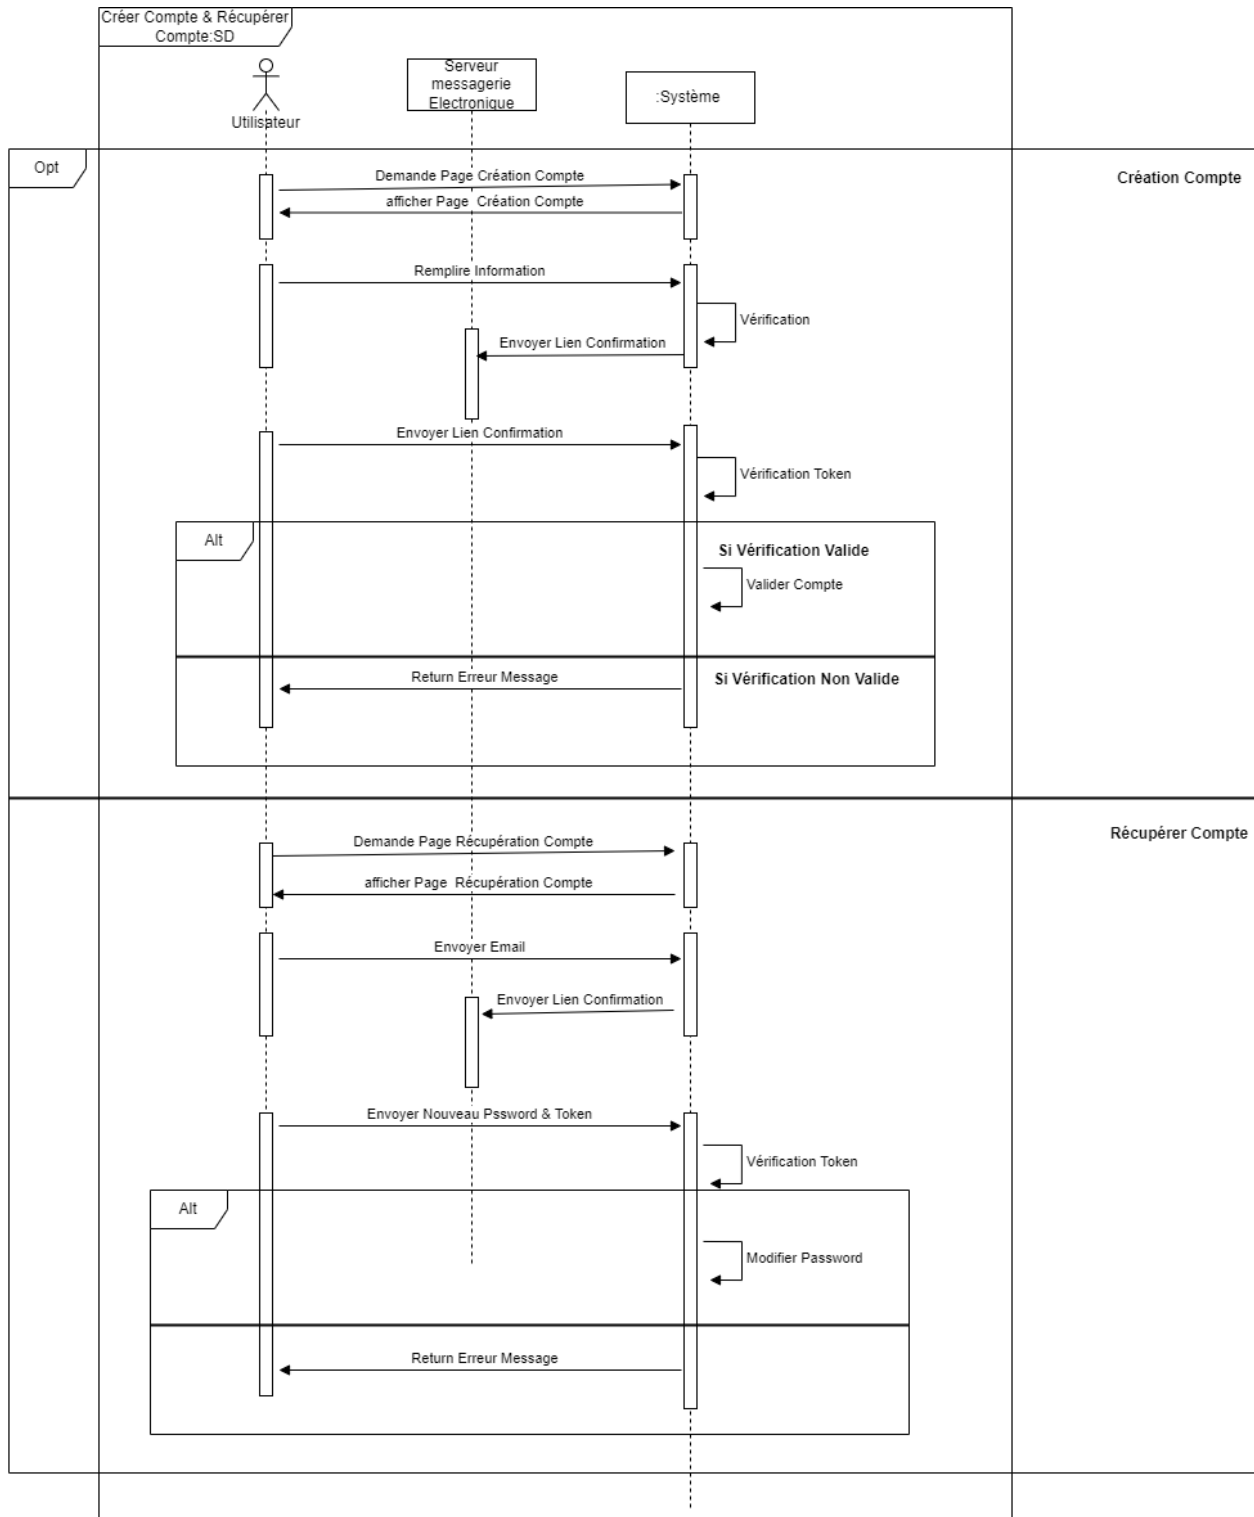 Créer Compte & Récupérer
Compte:SD
Serveur
messagerie
Electronique
:Système
Utilisateur
Opt
Création Compte
Demande Page Création Compte
afficher Page Création Compte
Remplire Information
Vérification
Envoyer Lien Confirmation
Envoyer Lien Confirmation
Vérification Token
Alt
Si Vérification Valide
Valider Compte
Return Erreur Message
Si Vérification Non Valide
Récupérer Compte
Demande Page Récupération Compte
afficher Page Récupération Compte
Envoyer Email
Envoyer Lien Confirmation
Envoyer Nouveau Pssword & Token
Vérification Token
Alt
Modifier Password
Return Erreur Message